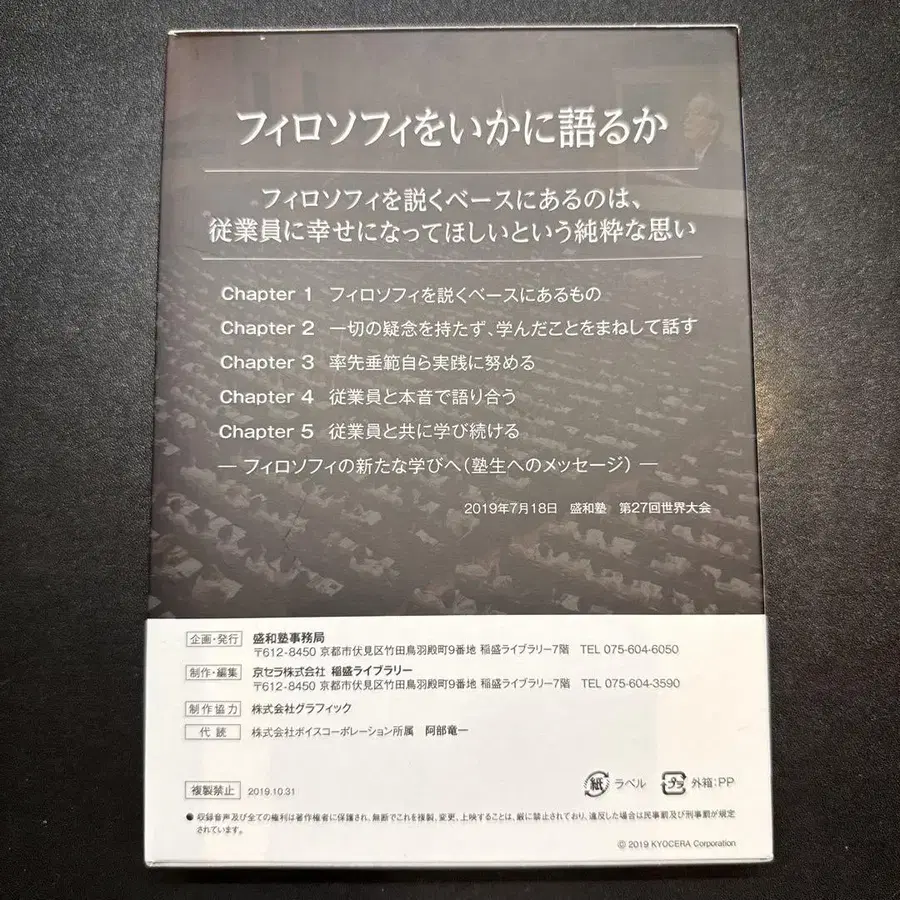 フィロソフィをいかに語るか
フィロソフィを説くベースにあるのは、
従業員に幸せになってほしいという純粋な思い
Chapter 1 フィロソフィを説くベースにあるもの
Chapter 2 一切の疑念を持たず、学んだことをまねして話す
Chapter 3 率先垂範自ら実践に努める
Chapter 4 従業員と本音で語り合う
Chapter 5 従業員と共に学び続ける
— フィロソフィの新たな学びへ（塾生へのメッセージ） —
2019年7月18日 盛和塾 第27回世界大会
企画・発行 盛和塾事務局
〒612-8450 京都市伏見区竹田鳥羽殿町9番地 稲盛ライブラリー7階 TEL 075-604-6050
制作・編集 京セラ株式会社 稲盛ライブラリー
〒612-8450 京都市伏見区竹田鳥羽殿町9番地 稲盛ライブラリー7階 TEL 075-604-3590
制作協力 株式会社グラフィック
代読 株式会社ボイスコーポレーション所属 阿部竜一
紙 ラベル プラ 外箱:PP
複製禁止 2019.10.31
● 収録音声及び全ての権利は著作権者に保護され、無断でこれを複製、変更、上映することは、厳に禁止されており、違反した場合は民事罰及び刑事罰が規定
されています。
© 2019 KYOCERA Corporation